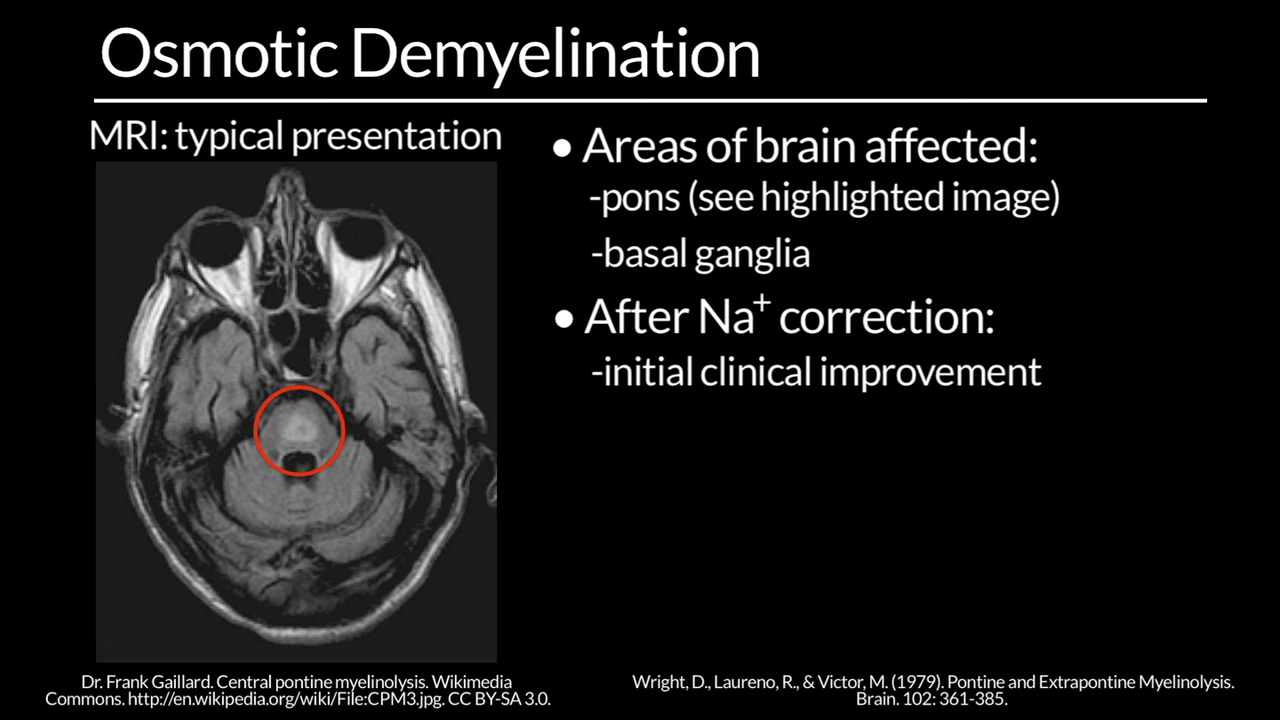 Osmotic Demyelination
MRI: typical presentation
• Areas of brain affected:
-pons (see highlighted image)
-basal ganglia
• After Na⁺ correction:
-initial clinical improvement
Dr. Frank Gaillard. Central pontine myelinolysis. Wikimedia
Commons. http://en.wikipedia.org/wiki/File:CPM3.jpg. CC BY-SA 3.0.
Wright, D., Laureno, R., & Victor, M. (1979). Pontine and Extrapontine Myelinolysis.
Brain. 102: 361-385.